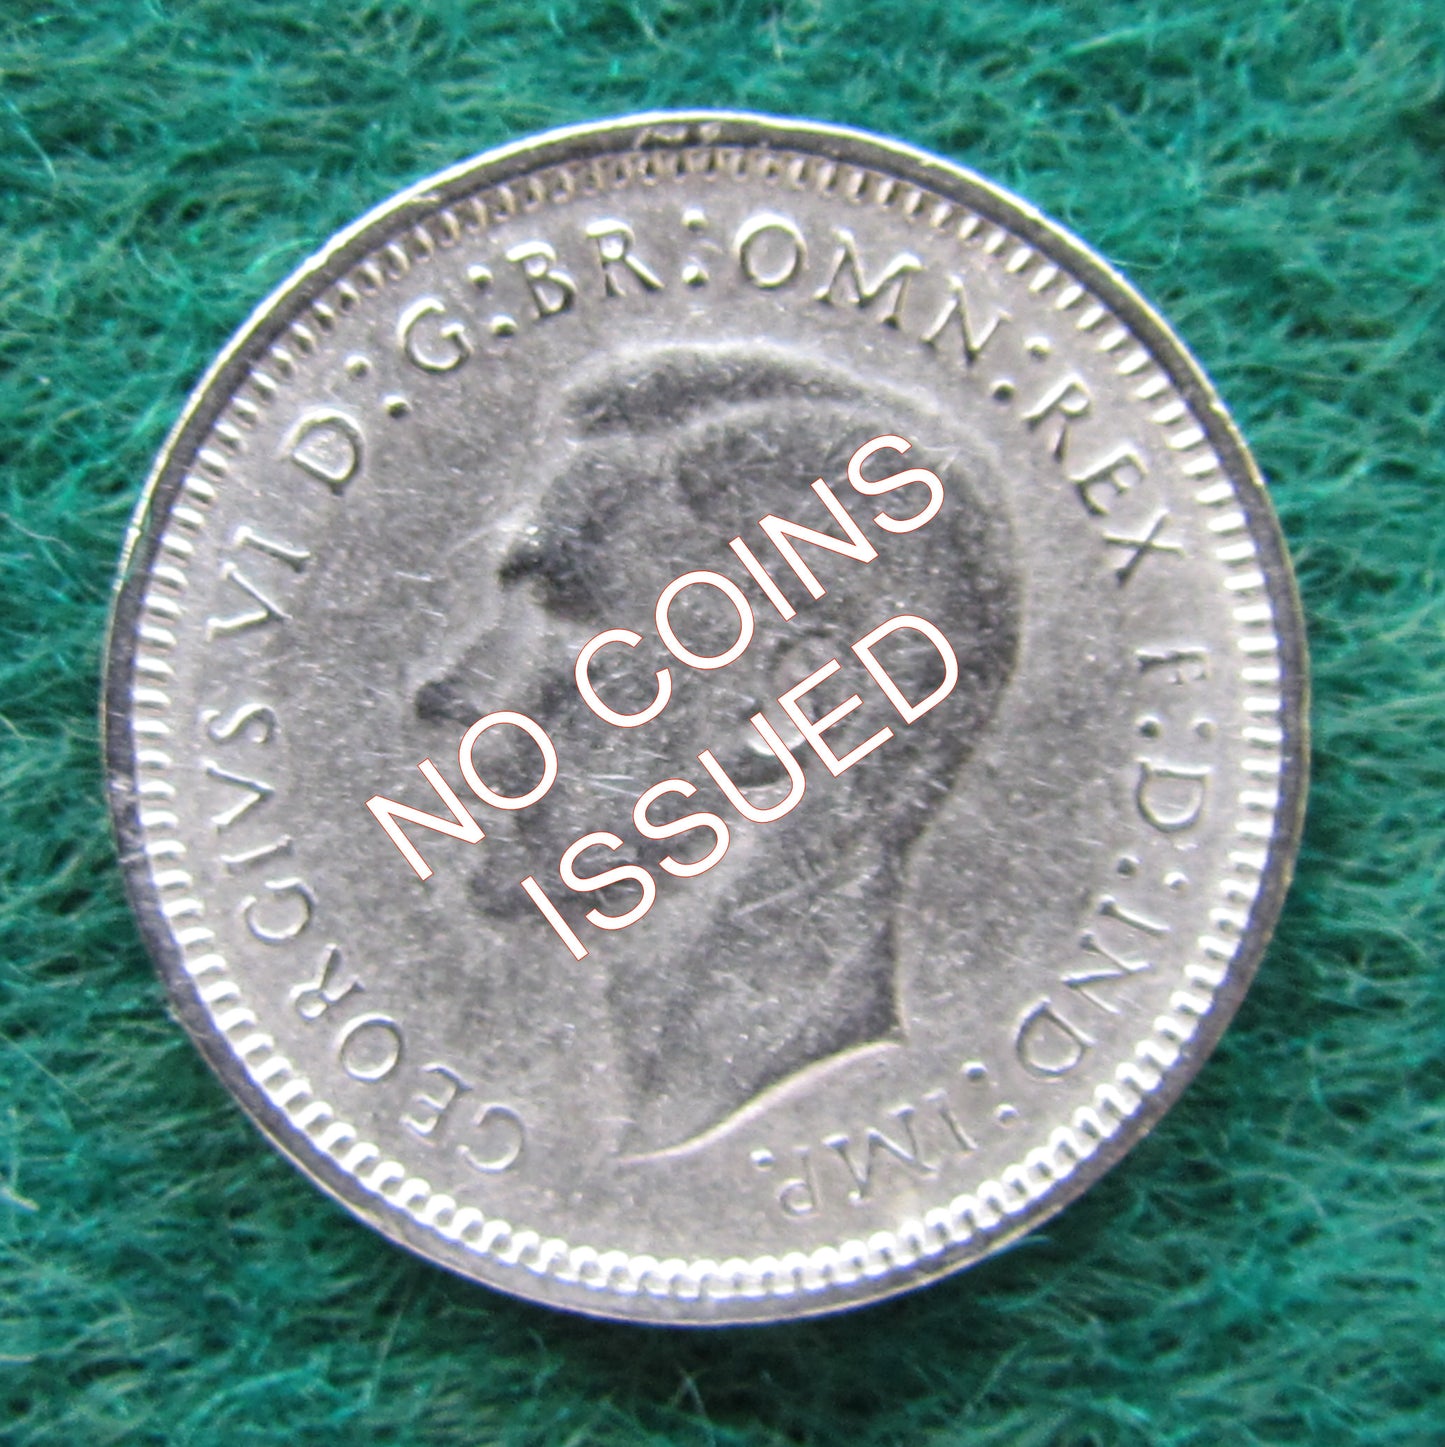 GEORGIVS VI D:G:BR:OMN:REX F:D:IND:IMP.
NO COINS
ISSUED